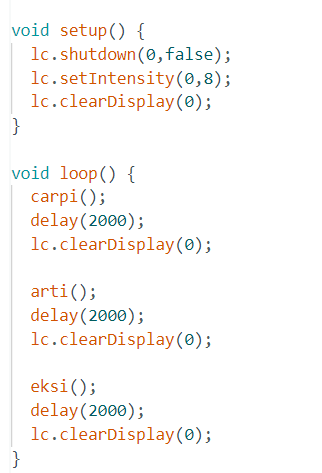 void setup() {
  lc.shutdown(0,false);
  lc.setIntensity(0,8);
  lc.clearDisplay(0);
}

void loop() {
  carpi();
  delay(2000);
  lc.clearDisplay(0);

  arti();
  delay(2000);
  lc.clearDisplay(0);

  eksi();
  delay(2000);
  lc.clearDisplay(0);
}